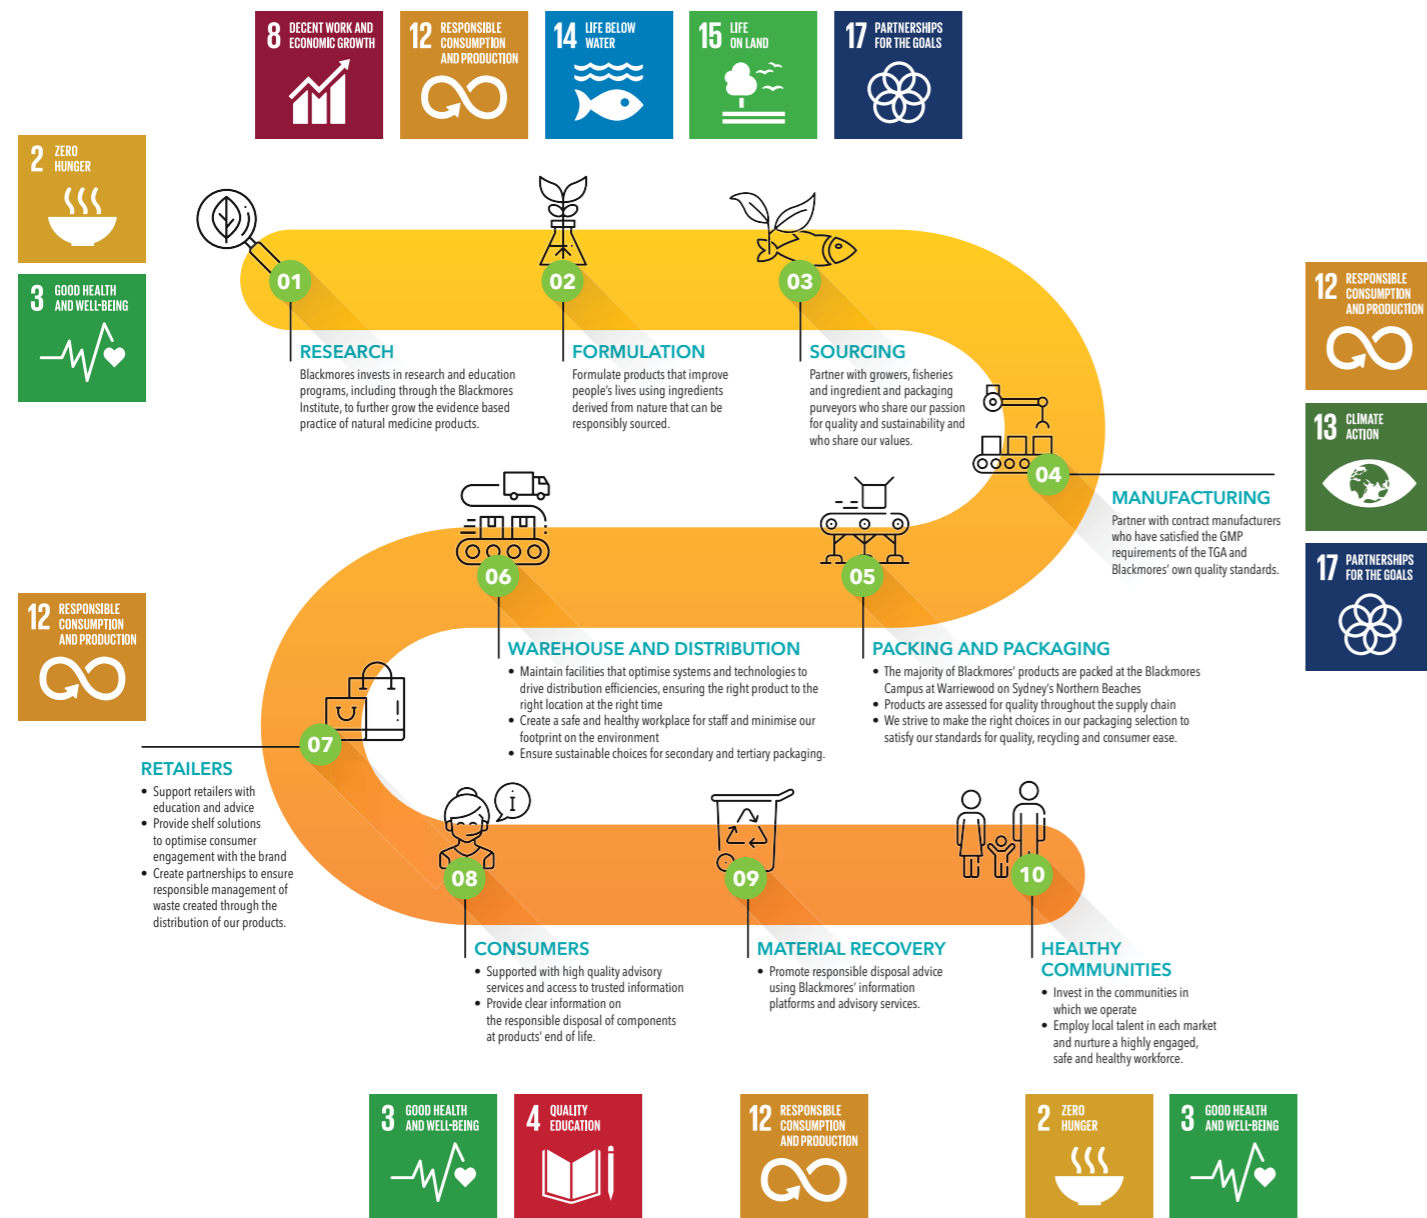 8 DECENT WORK AND
ECONOMIC GROWTH
12 RESPONSIBLE
CONSUMPTION
AND PRODUCTION
14 LIFE BELOW
WATER
15 LIFE
ON LAND
17 PARTNERSHIPS
FOR THE GOALS
2 ZERO
HUNGER
3 GOOD HEALTH
AND WELL-BEING
01
RESEARCH
Blackmores invests in research and education
programs, including through the Blackmores
Institute, to further grow the evidence based
practice of natural medicine products.
02
FORMULATION
Formulate products that improve
people's lives using ingredients
derived from nature that can be
responsibly sourced.
03
SOURCING
Partner with growers, fisheries
and ingredient and packaging
purveyors who share our passion
for quality and sustainability and
who share our values.
12 RESPONSIBLE
CONSUMPTION
AND PRODUCTION
13 CLIMATE
ACTION
17 PARTNERSHIPS
FOR THE GOALS
04
MANUFACTURING
Partner with contract manufacturers
who have satisfied the GMP
requirements of the TGA and
Blackmores' own quality standards.
05
PACKING AND PACKAGING
• The majority of Blackmores' products are packed at the Blackmores
Campus at Warriewood on Sydney's Northern Beaches
• Products are assessed for quality throughout the supply chain
• We strive to make the right choices in our packaging selection to
satisfy our standards for quality, recycling and consumer ease.
06
WAREHOUSE AND DISTRIBUTION
• Maintain facilities that optimise systems and technologies to
drive distribution efficiencies, ensuring the right product to the
right location at the right time
• Create a safe and healthy workplace for staff and minimise our
footprint on the environment
• Ensure sustainable choices for secondary and tertiary packaging.
12 RESPONSIBLE
CONSUMPTION
AND PRODUCTION
07
RETAILERS
• Support retailers with
education and advice
• Provide shelf solutions
to optimise consumer
engagement with the brand
• Create partnerships to ensure
responsible management of
waste created through the
distribution of our products.
i
08
CONSUMERS
• Supported with high quality advisory
services and access to trusted information
• Provide clear information on
the responsible disposal of components
at products' end of life.
09
MATERIAL RECOVERY
• Promote responsible disposal advice
using Blackmores' information
platforms and advisory services.
10
HEALTHY
COMMUNITIES
• Invest in the communities in
which we operate
• Employ local talent in each market
and nurture a highly engaged,
safe and healthy workforce.
3 GOOD HEALTH
AND WELL-BEING
4 QUALITY
EDUCATION
12 RESPONSIBLE
CONSUMPTION
AND PRODUCTION
2 ZERO
HUNGER
3 GOOD HEALTH
AND WELL-BEING